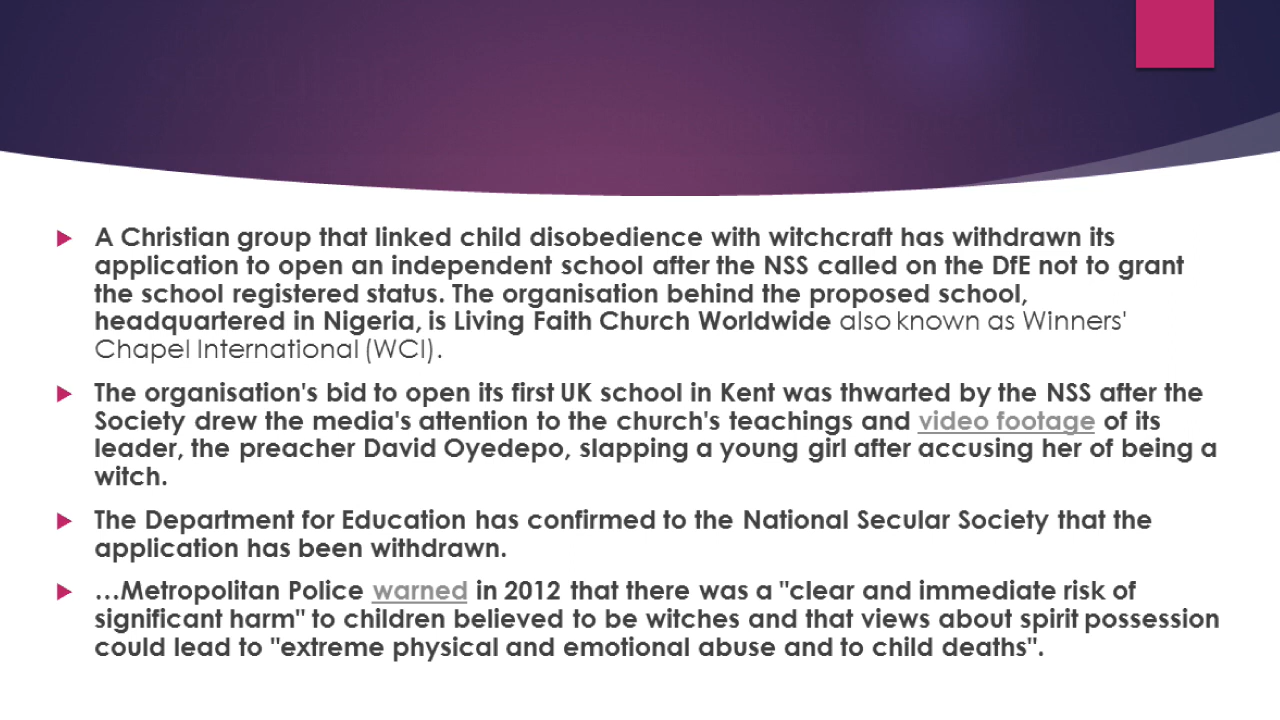 A Christian group that linked child disobedience with witchcraft has withdrawn its
application to open an independent school after the NSS called on the DfE not to grant
the school registered status. The organisation behind the proposed school,
headquartered in Nigeria, is Living Faith Church Worldwide also known as Winners'
Chapel International (WCI).
The organisation's bid to open its first UK school in Kent was thwarted by the NSS after the
Society drew the media's attention to the church's teachings and video footage of its
leader, the preacher David Oyedepo, slapping a young girl after accusing her of being a
witch.
The Department for Education has confirmed to the National Secular Society that the
application has been withdrawn.
…Metropolitan Police warned in 2012 that there was a "clear and immediate risk of
significant harm" to children believed to be witches and that views about spirit possession
could lead to "extreme physical and emotional abuse and to child deaths".